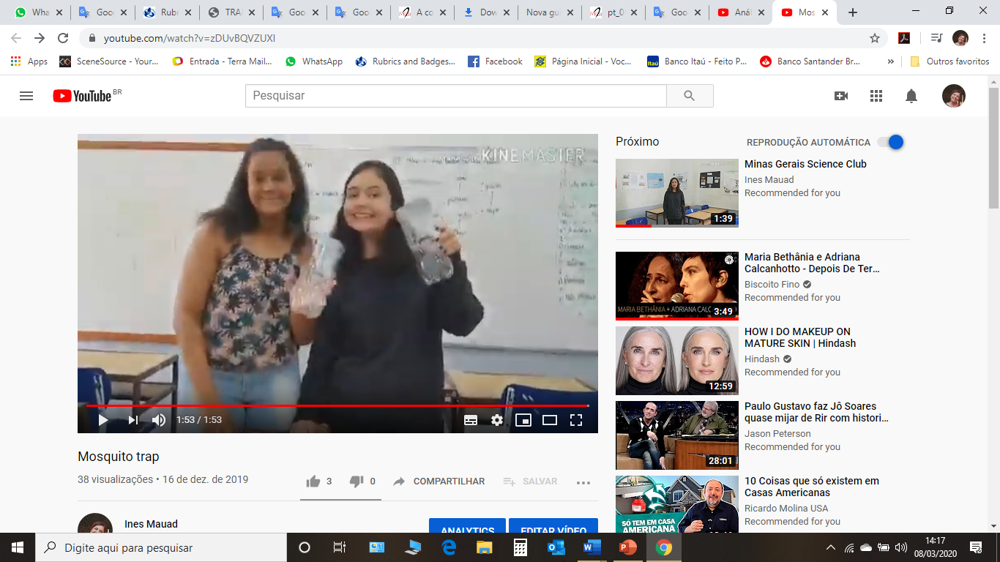 Wha
Goo
Rubr
TRA
Goo
Goo
A co
Dow
Nova gui
pt_0
Goo
Anál
Mos
youtube.com/watch?v=zDUvBQVZUXI
Apps
SceneSource - Your...
Entrada - Terra Mail...
WhatsApp
Rubrics and Badges...
Facebook
Página Inicial - Voc...
Banco Itaú - Feito P...
Banco Santander Br...
»
Outros favoritos
YouTube BR
Pesquisar
KINEMASTER
1:53 / 1:53
Mosquito trap
38 visualizações • 16 de dez. de 2019
3
0
COMPARTILHAR
SALVAR
Ines Mauad
ANALYTICS
EDITAR VÍDEO
Próximo
REPRODUÇÃO AUTOMÁTICA
1:39
Minas Gerais Science Club
Ines Mauad
Recommended for you
MARIA BETHÂNIA + ADRIANA CALC
3:49
Maria Bethânia e Adriana
Calcanhotto - Depois De Ter...
Biscoito Fino
Recommended for you
12:59
HOW I DO MAKEUP ON
MATURE SKIN | Hindash
Hindash
Recommended for you
28:01
Paulo Gustavo faz Jô Soares
quase mijar de Rir com histori...
Jason Peterson
Recommended for you
SÓ TEM EM CASA
AMERICANA
10 Coisas que só existem em
Casas Americanas
Ricardo Molina USA
Recommended for you
Digite aqui para pesquisar
14:17
08/03/2020